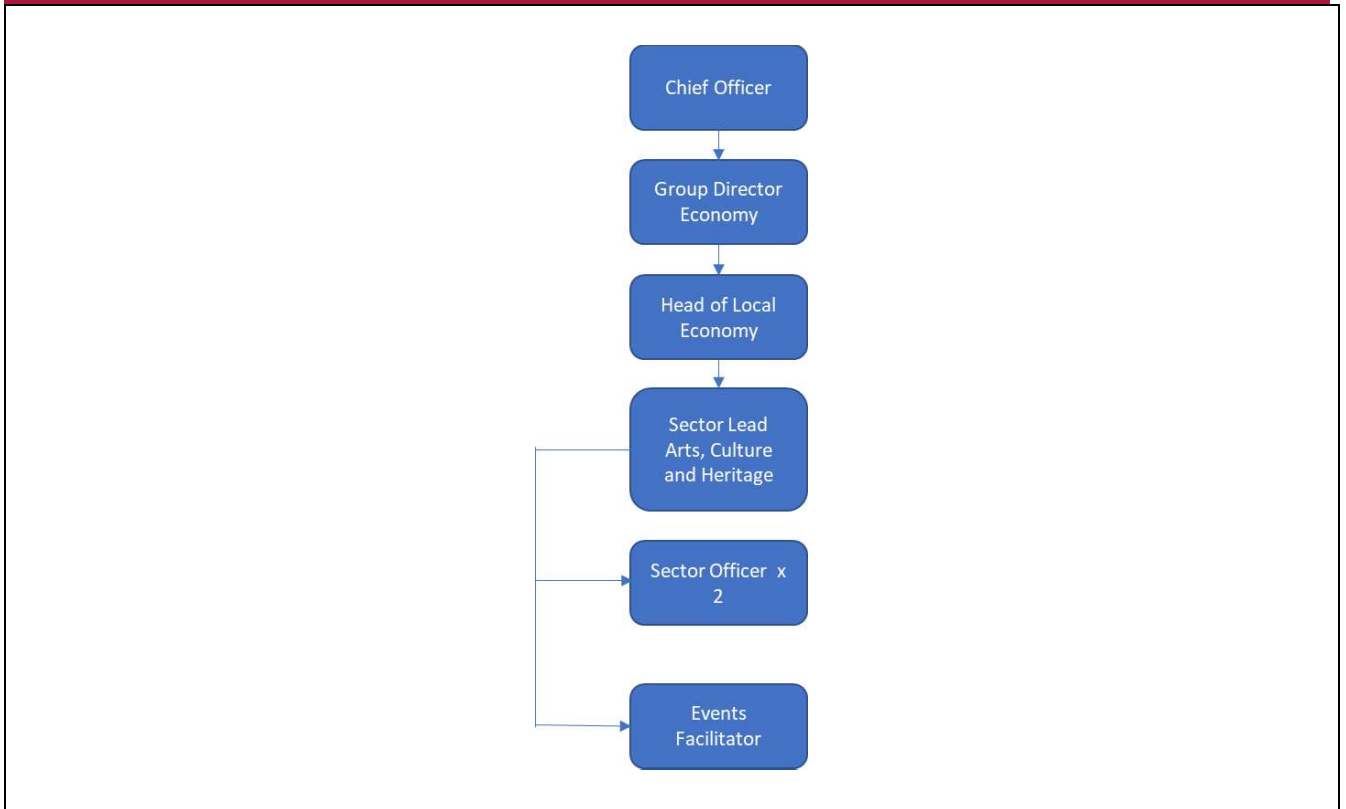 Chief Officer
Group Director
Economy
Head of Local
Economy
Sector Lead
Arts, Culture
and Heritage
Sector Officer x
2
Events
Facilitator